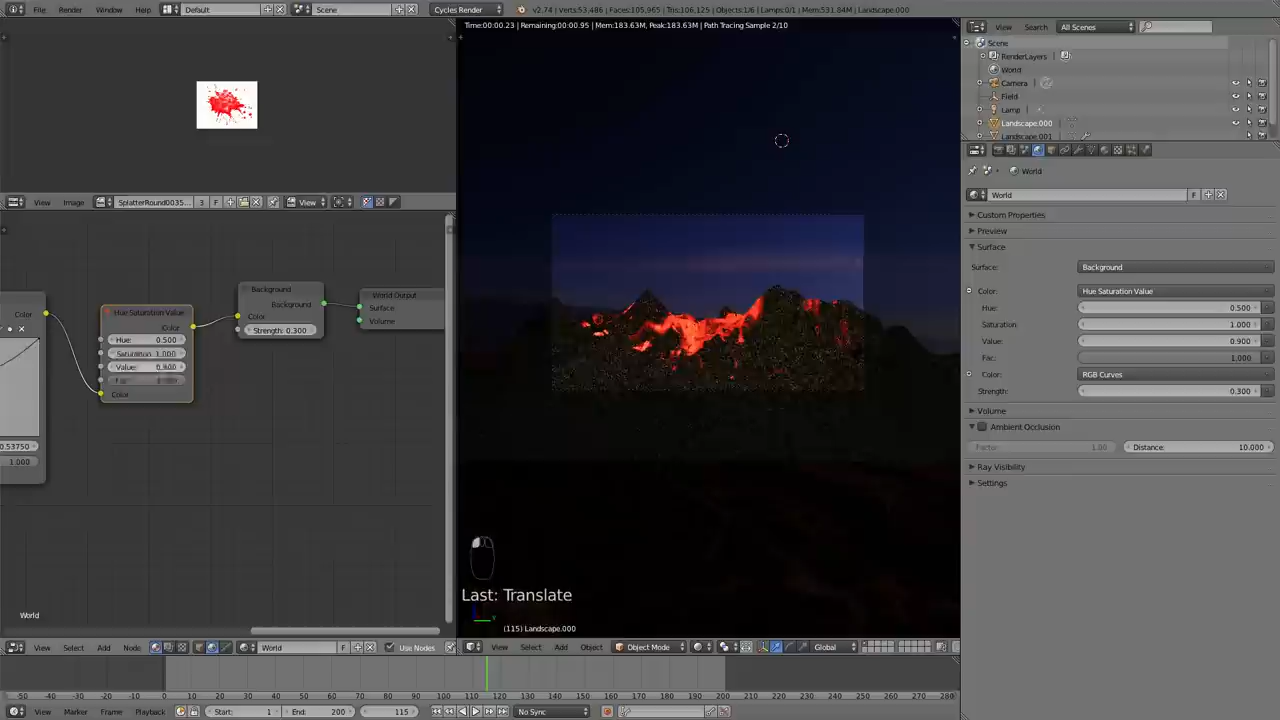 File Render Window Help Default Scene Cycles Render v2.74 | Verts:53,486 | Faces:105,965 | Tris:106,125 | Objects:1/6 | Lamps:0/1 | Mem:531.84M | Landscape.000
Time:00:00.23 | Remaining:00:00.95 | Mem:183.63M, Peak:183.63M | Path Tracing Sample 2/10
View Search All Scenes
Scene
RenderLayers
World
Camera
Field
Lamp
Landscape.000
Landscape.001
World
World F
Custom Properties
Preview
Surface
Surface: Background
Color: Hue Saturation Value
Hue: 0.500
Saturation: 1.000
Value: 0.900
Fac: 1.000
Color: RGB Curves
Strength: 0.300
Volume
Ambient Occlusion
Factor: 1.00 Distance: 10.000
Ray Visibility
Settings
View Image SplatterRound0035... 3 F View
Color
0.53750
1.000
Hue Saturation Value
Color
Hue: 0.500
Saturation 1.000
Value: 0.900
Color
Background
Background
Color
Strength: 0.300
World Output
Surface
Volume
World
Last: Translate
(115) Landscape.000
View Select Add Node World F Use Nodes
View Select Add Object Object Mode Global
-50 -40 -30 -20 -10 0 10 20 30 40 50 60 70 80 90 100 110 120 130 140 150 160 170 180 190 200 210 220 230 240 250 260 270 280
View Marker Frame Playback Start: 1 End: 200 115 No Sync